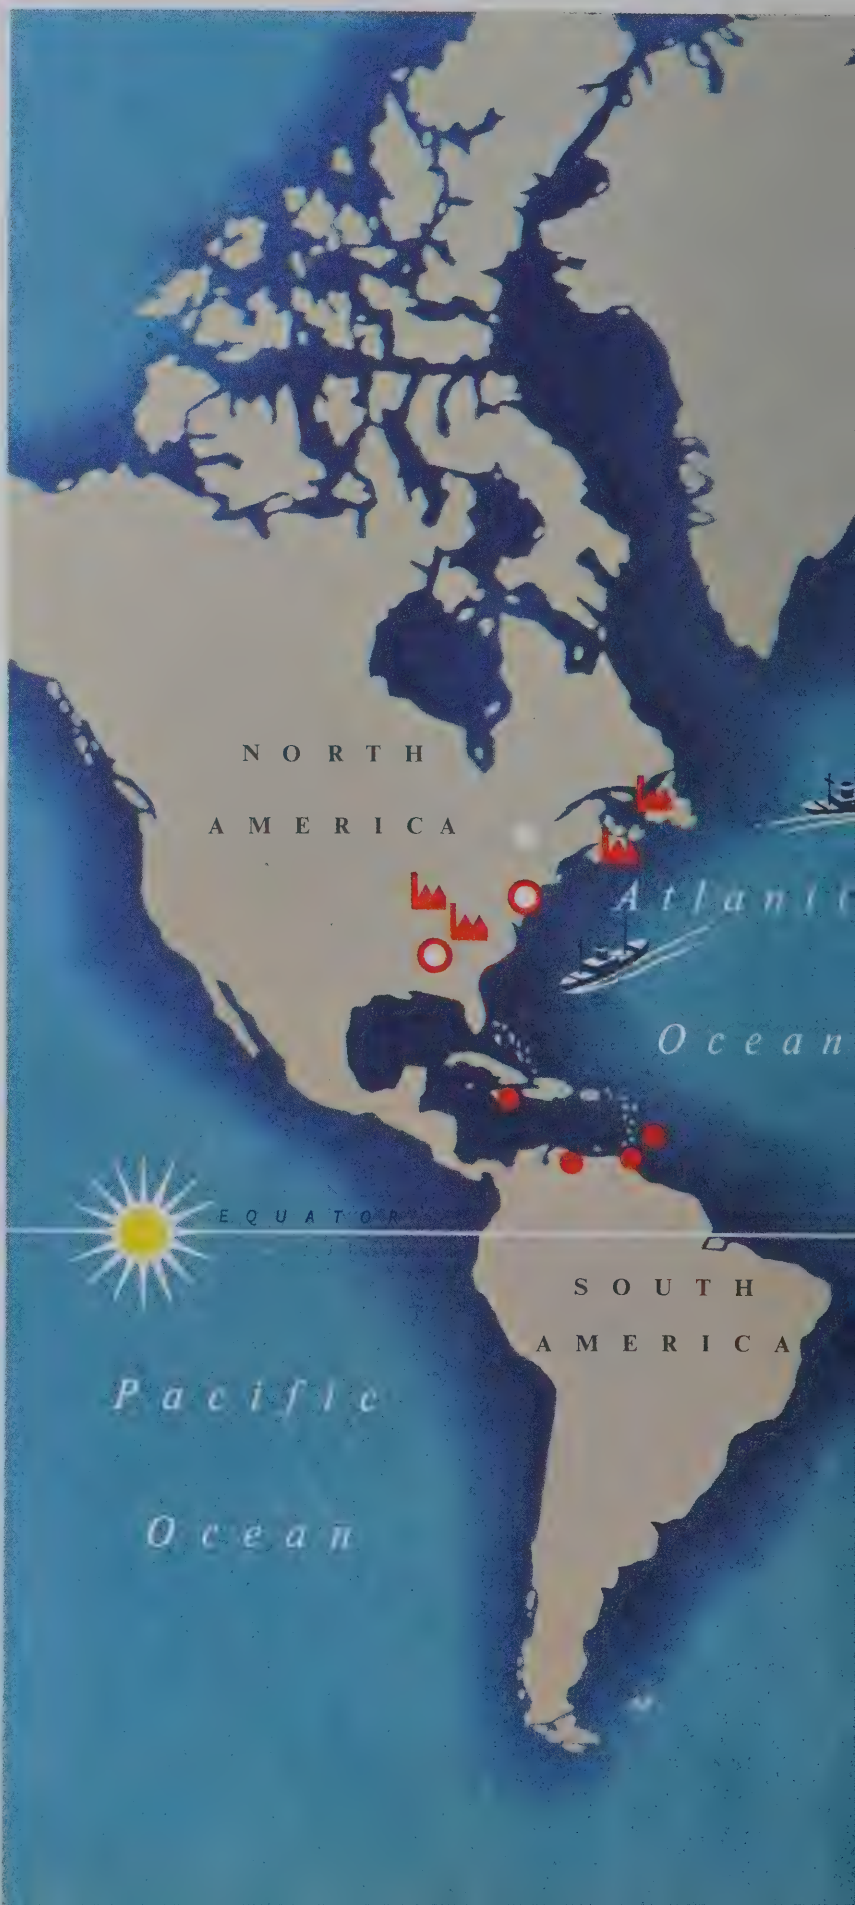 NORTH
AMERICA
Atlantic
Ocean
EQUATOR
SOUTH
AMERICA
Pacific
Ocean